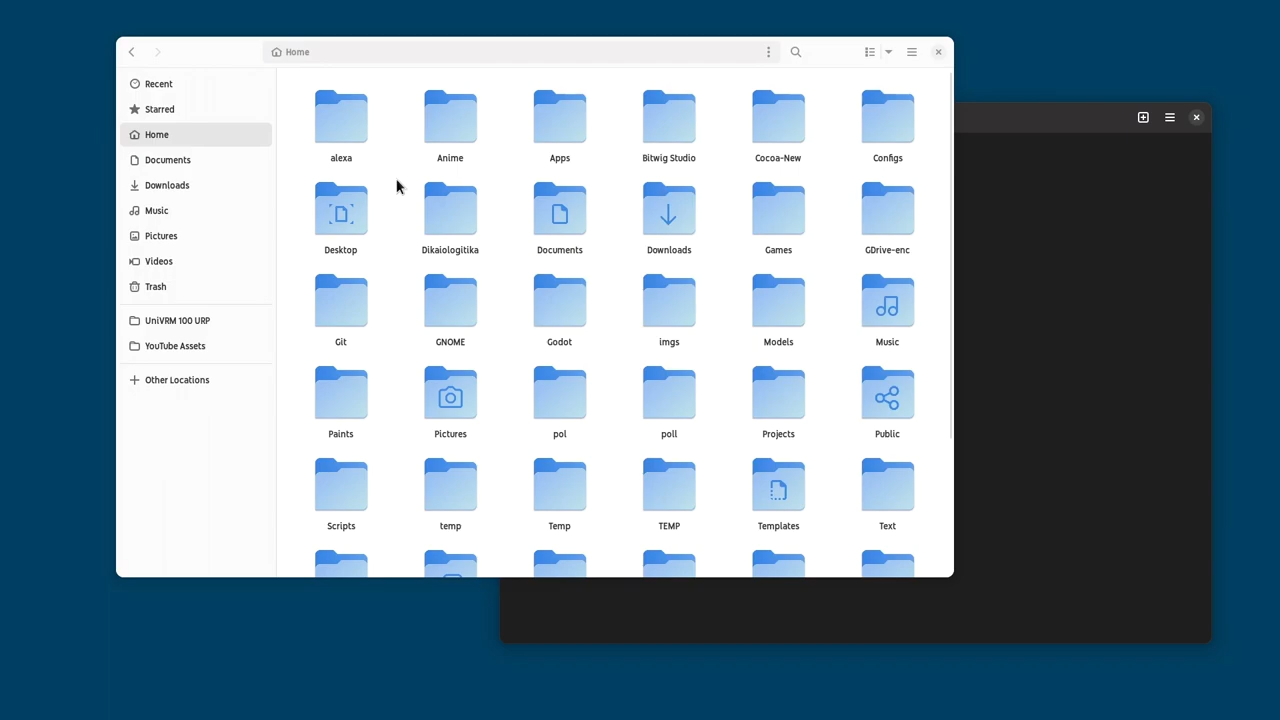 Home
Recent
Starred
Home
Documents
Downloads
Music
Pictures
Videos
Trash
UniVRM 100 URP
YouTube Assets
Other Locations
alexa Anime Apps Bitwig Studio Cocoa-New Configs
Desktop Dikaiologitika Documents Downloads Games GDrive-enc
Git GNOME Godot imgs Models Music
Paints Pictures pol poll Projects Public
Scripts temp Temp TEMP Templates Text